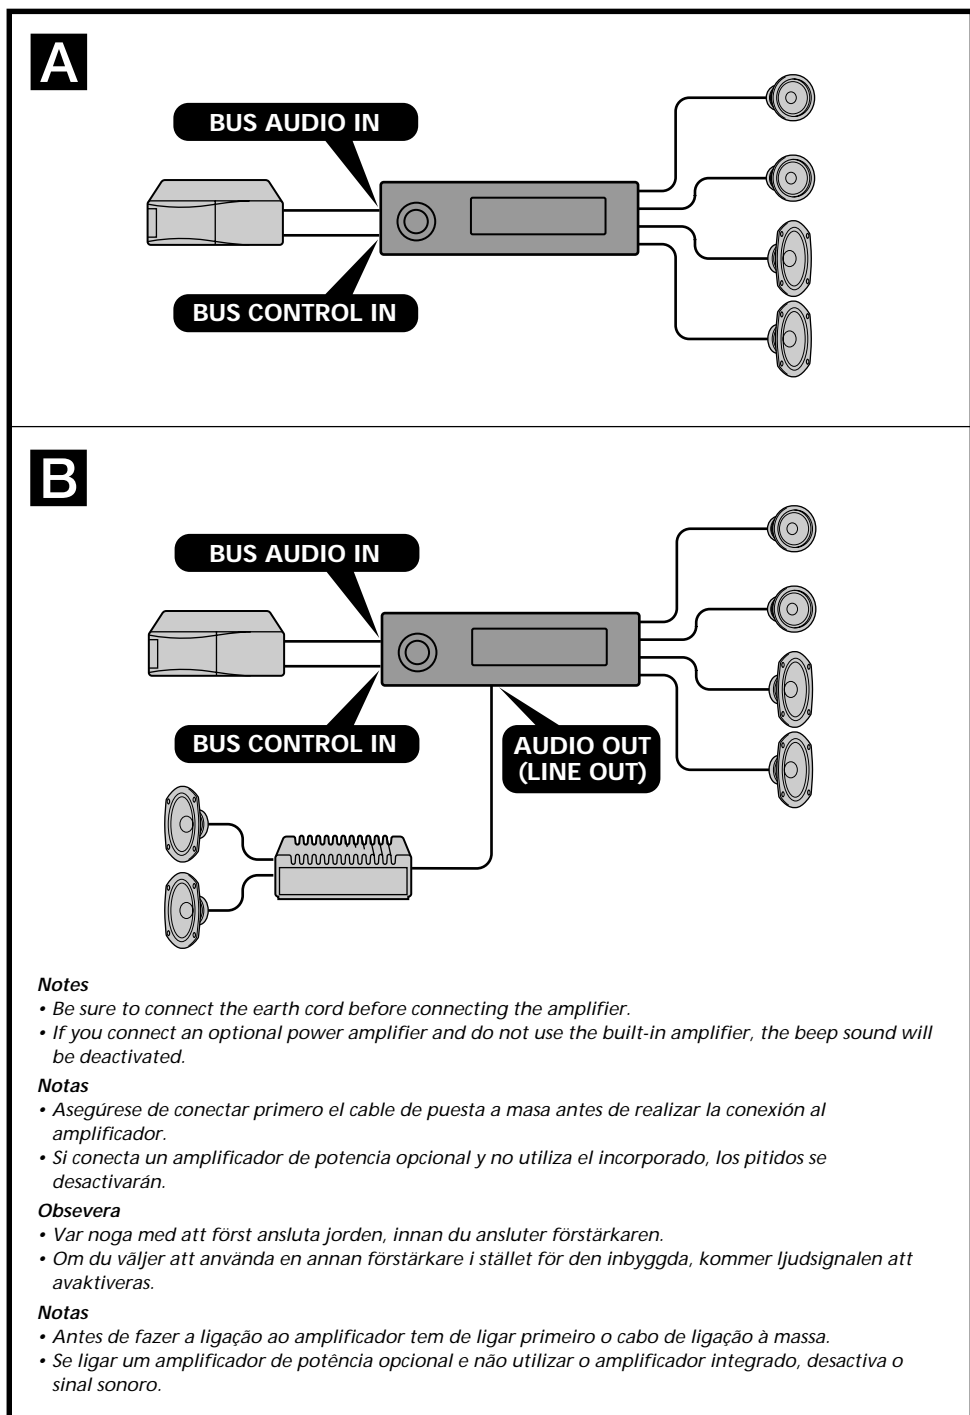 A
BUS AUDIO IN
BUS CONTROL IN
B
BUS AUDIO IN
BUS CONTROL IN
AUDIO OUT
(LINE OUT)
Notes
• Be sure to connect the earth cord before connecting the amplifier.
• If you connect an optional power amplifier and do not use the built-in amplifier, the beep sound will
be deactivated.
Notas
• Asegúrese de conectar primero el cable de puesta a masa antes de realizar la conexión al
amplificador.
• Si conecta un amplificador de potencia opcional y no utiliza el incorporado, los pitidos se
desactivarán.
Obsevera
• Var noga med att först ansluta jorden, innan du ansluter förstärkaren.
• Om du väljer att använda en annan förstärkare i stället för den inbyggda, kommer ljudsignalen att
avaktiveras.
Notas
• Antes de fazer a ligação ao amplificador tem de ligar primeiro o cabo de ligação à massa.
• Se ligar um amplificador de potência opcional e não utilizar o amplificador integrado, desactiva o
sinal sonoro.